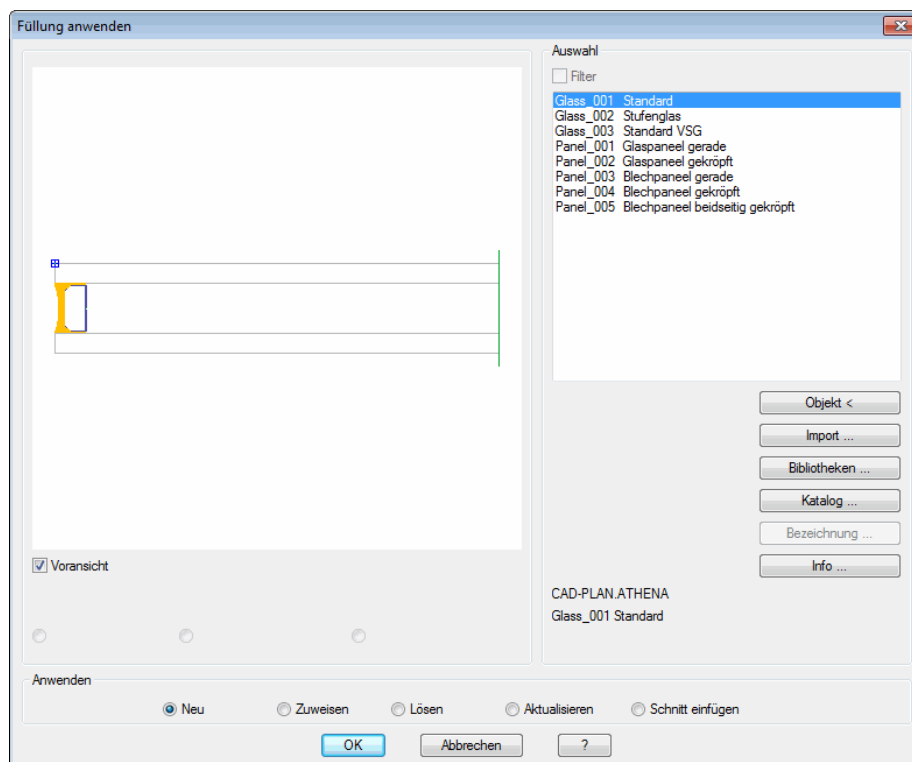 Füllung anwenden
Auswahl
Filter
Glass_001 Standard
Glass_002 Stufenglas
Glass_003 Standard VSG
Panel_001 Glaspaneel gerade
Panel_002 Glaspaneel gekröpft
Panel_003 Blechpaneel gerade
Panel_004 Blechpaneel gekröpft
Panel_005 Blechpaneel beidseitig gekröpft
Objekt <
Import ...
Bibliotheken ...
Katalog ...
Bezeichnung ...
Info ...
Voransicht
CAD-PLAN.ATHENA
Glass_001 Standard
Anwenden
Neu Zuweisen Lösen Aktualisieren Schnitt einfügen
OK Abbrechen ?